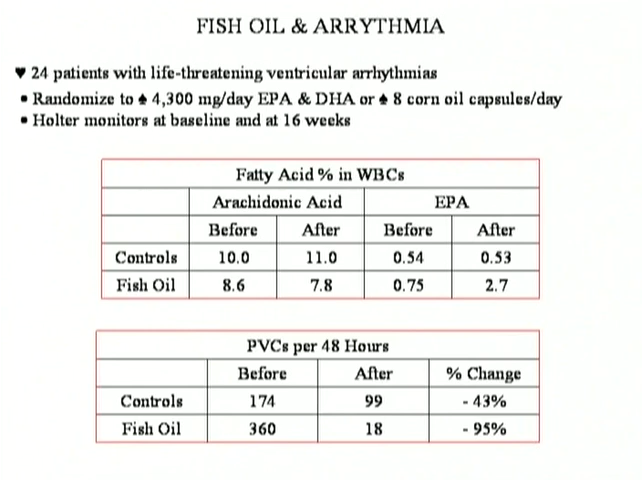 FISH OIL & ARRYTHMIA
♥ 24 patients with life-threatening ventricular arrhythmias
▪ Randomize to ♠ 4,300 mg/day EPA & DHA or ♠ 8 corn oil capsules/day
▪ Holter monitors at baseline and at 16 weeks
Fatty Acid % in WBCs
Arachidonic Acid EPA
Before After Before After
Controls 10.0 11.0 0.54 0.53
Fish Oil 8.6 7.8 0.75 2.7
PVCs per 48 Hours
Before After % Change
Controls 174 99 - 43%
Fish Oil 360 18 - 95%